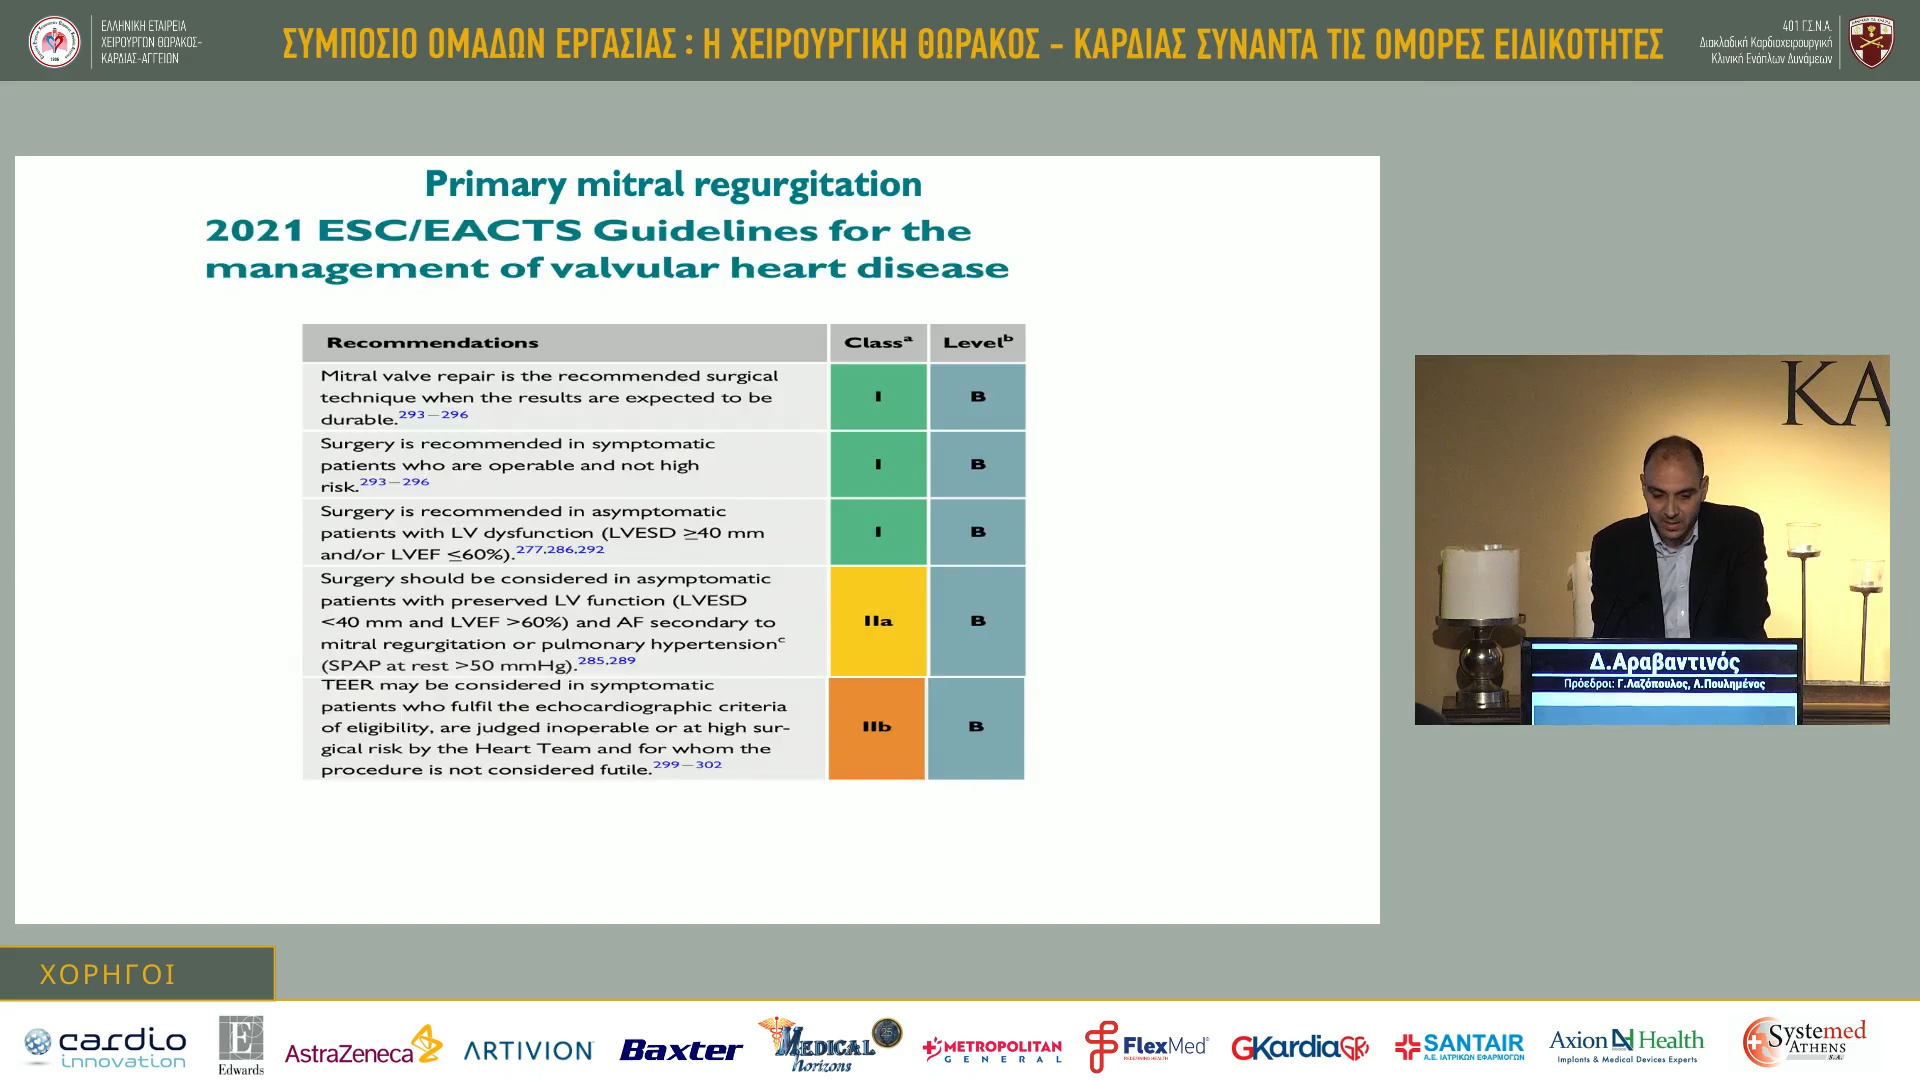 ΕΛΛΗΝΙΚΗ ΕΤΑΙΡΕΙΑ
ΧΕΙΡΟΥΡΓΩΝ ΘΩΡΑΚΟΣ-
ΚΑΡΔΙΑΣ-ΑΓΓΕΙΩΝ
ΣΥΜΠΟΣΙΟ ΟΜΑΔΩΝ ΕΡΓΑΣΙΑΣ : Η ΧΕΙΡΟΥΡΓΙΚΗ ΘΩΡΑΚΟΣ – ΚΑΡΔΙΑΣ ΣΥΝΑΝΤΑ ΤΙΣ ΟΜΟΡΕΣ ΕΙΔΙΚΟΤΗΤΕΣ
401 Γ.Σ.Ν.Α.
Διακλαδική Καρδιοχειρουργική
Κλινική Ενόπλων Δυνάμεων
Primary mitral regurgitation
2021 ESC/EACTS Guidelines for the
management of valvular heart disease
Recommendations Classᵃ Levelᵇ
Mitral valve repair is the recommended surgical
technique when the results are expected to be
durable.293–296
I B
Surgery is recommended in symptomatic
patients who are operable and not high
risk.293–296
I B
Surgery is recommended in asymptomatic
patients with LV dysfunction (LVESD ≥40 mm
and/or LVEF ≤60%).277,286,292
I B
Surgery should be considered in asymptomatic
patients with preserved LV function (LVESD
<40 mm and LVEF >60%) and AF secondary to
mitral regurgitation or pulmonary hypertensionᶜ
(SPAP at rest >50 mmHg).285,289
IIa B
TEER may be considered in symptomatic
patients who fulfil the echocardiographic criteria
of eligibility, are judged inoperable or at high sur-
gical risk by the Heart Team and for whom the
procedure is not considered futile.299–302
IIb B
KA
Δ.Αραβαντινός
Πρόεδροι: Γ.Λαζόπουλος, Λ.Πουλημένος
ΧΟΡΗΓΟΙ
cardio
innovation
E
Edwards
AstraZeneca
ARTIVION
Baxter
MEDICAL
Horizons
METROPOLITAN
GENERAL
FlexMed
GKardia
SANTAIR
Α.Ε. ΙΑΤΡΙΚΩΝ ΕΦΑΡΜΟΓΩΝ
Axion Health
Implants & Medical Devices Experts
Systemed
ATHENS
S.A.